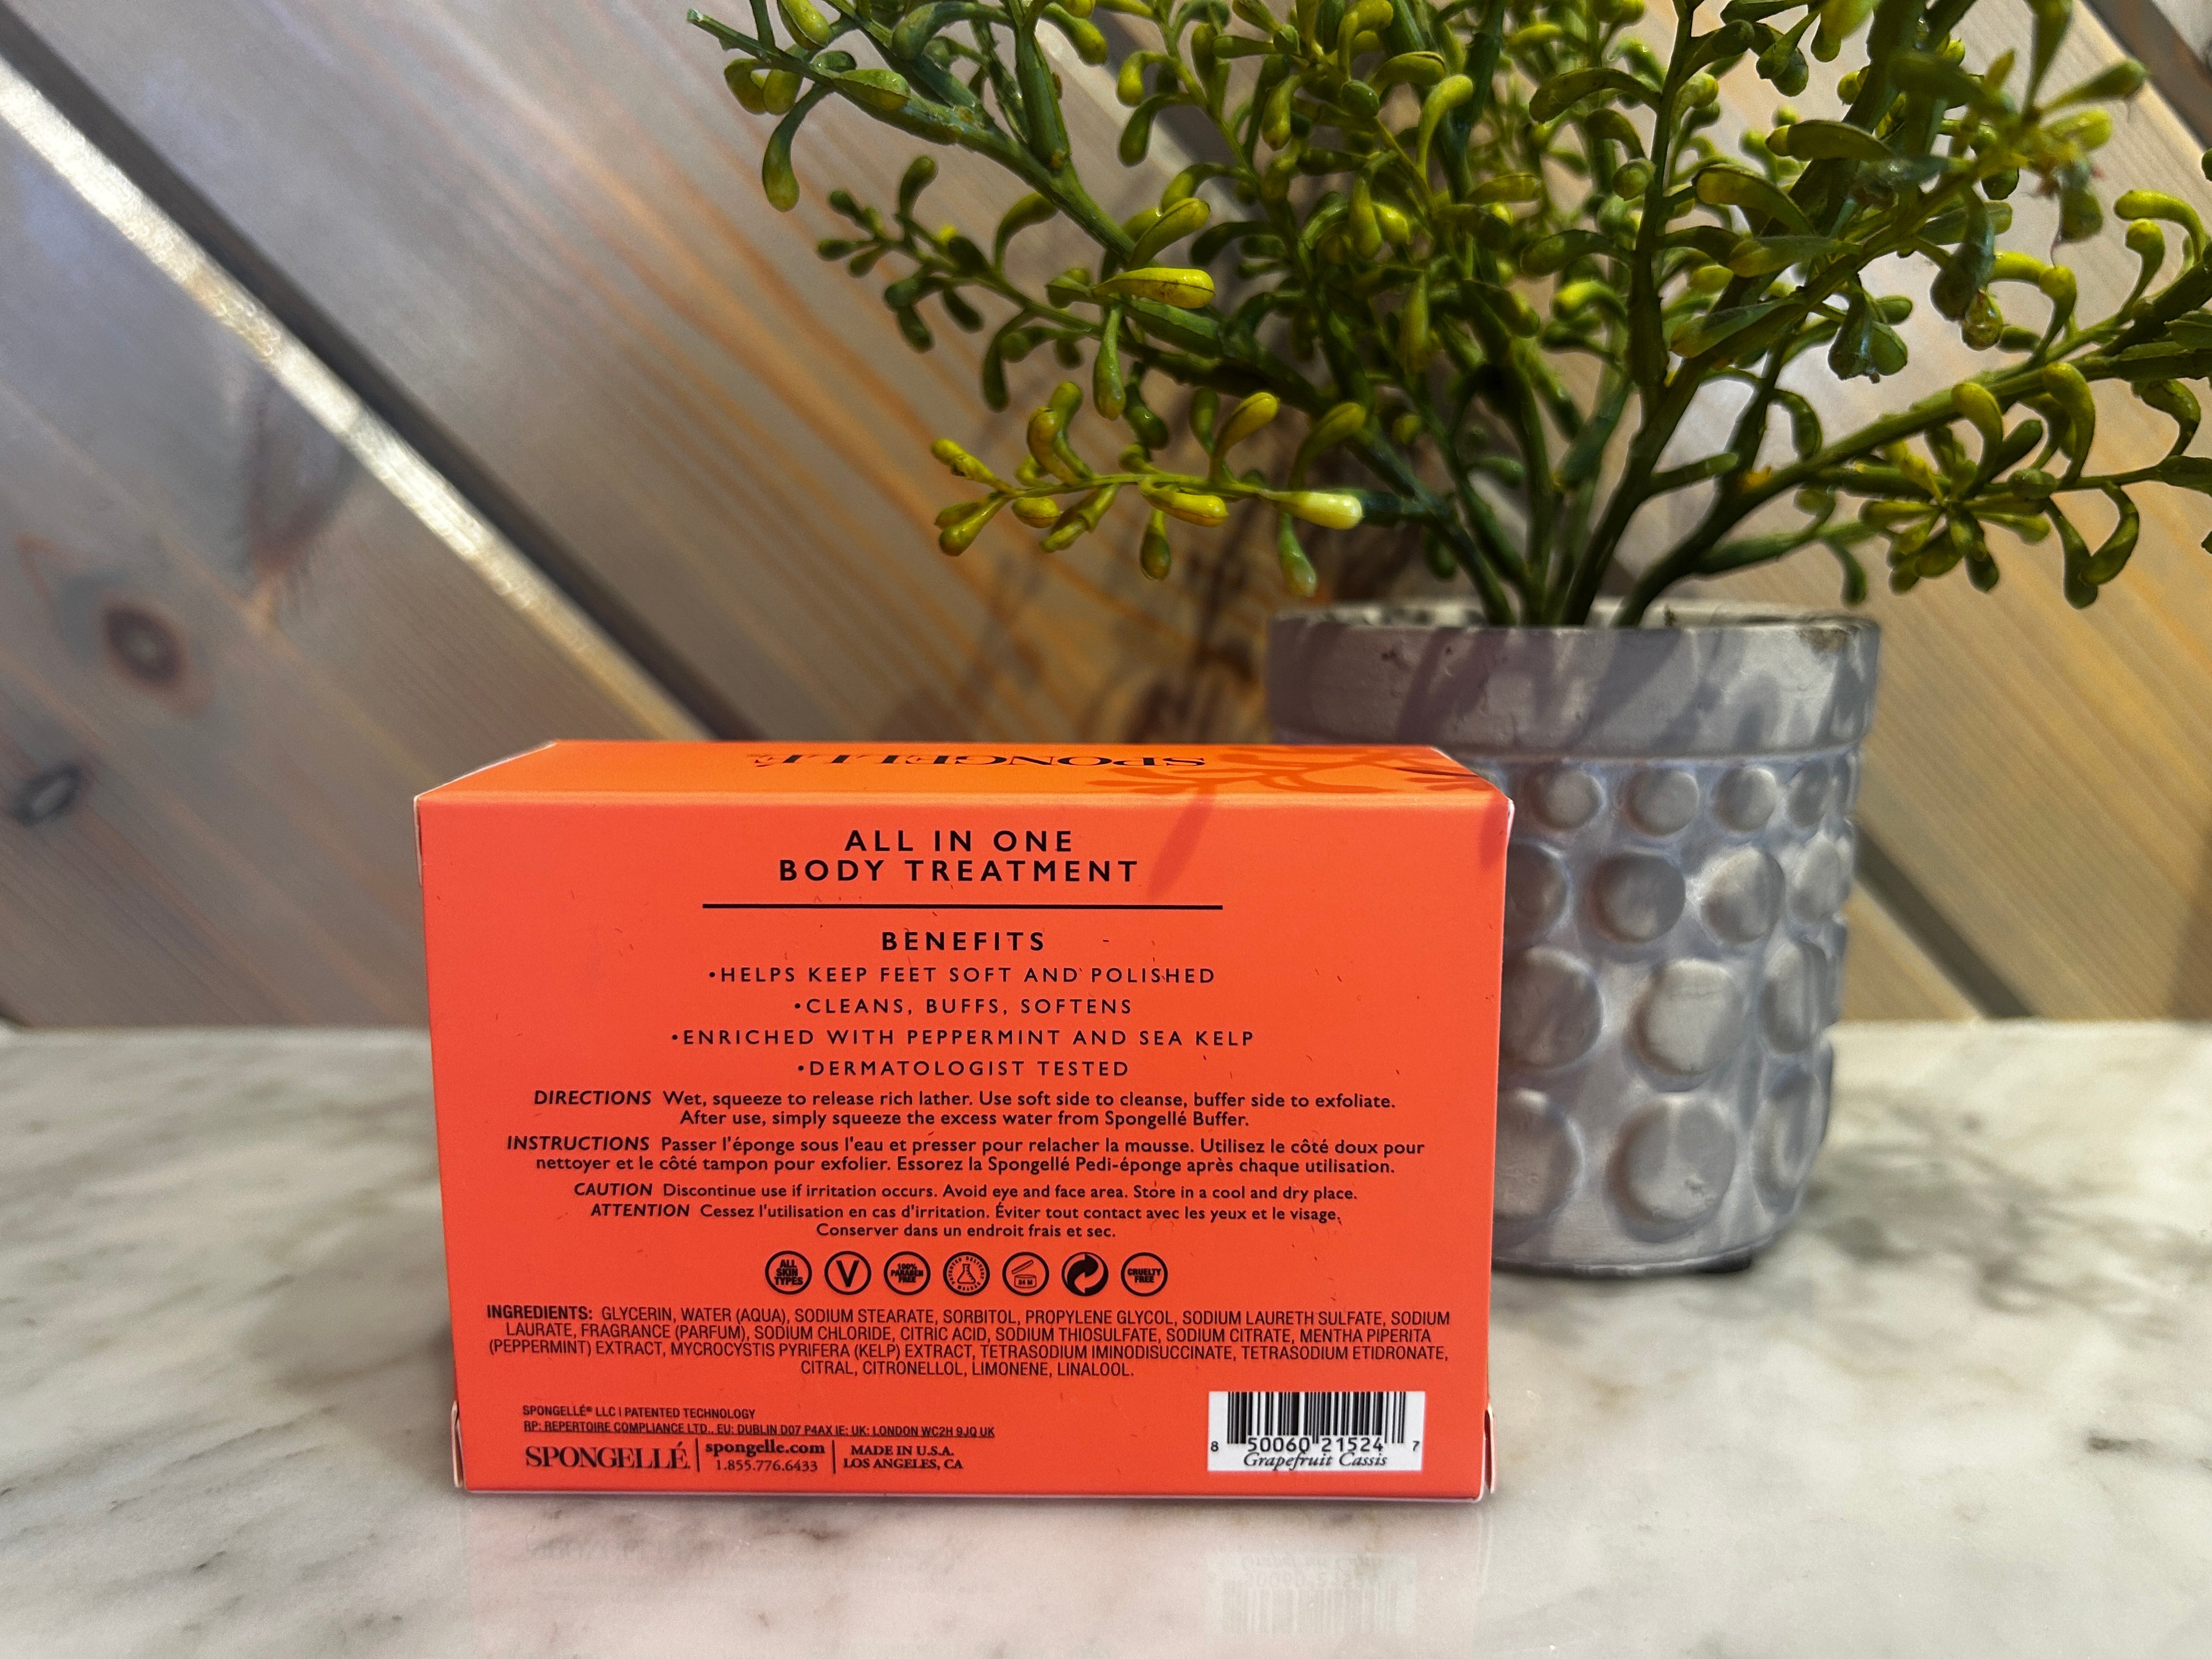 SPONGELLÉ
ALL IN ONE
BODY TREATMENT
BENEFITS
•HELPS KEEP FEET SOFT AND POLISHED
•CLEANS, BUFFS, SOFTENS
•ENRICHED WITH PEPPERMINT AND SEA KELP
•DERMATOLOGIST TESTED
DIRECTIONS Wet, squeeze to release rich lather. Use soft side to cleanse, buffer side to exfoliate.
After use, simply squeeze the excess water from Spongellé Buffer.
INSTRUCTIONS Passer l'éponge sous l'eau et presser pour relacher la mousse. Utilisez le côté doux pour
nettoyer et le côté tampon pour exfolier. Essorez la Spongellé Pedi-éponge après chaque utilisation.
CAUTION Discontinue use if irritation occurs. Avoid eye and face area. Store in a cool and dry place.
ATTENTION Cessez l'utilisation en cas d'irritation. Éviter tout contact avec les yeux et le visage.
Conserver dans un endroit frais et sec.
ALL SKIN TYPES V 100% PARABEN FREE 24 M CRUELTY FREE
INGREDIENTS: GLYCERIN, WATER (AQUA), SODIUM STEARATE, SORBITOL, PROPYLENE GLYCOL, SODIUM LAURETH SULFATE, SODIUM
LAURATE, FRAGRANCE (PARFUM), SODIUM CHLORIDE, CITRIC ACID, SODIUM THIOSULFATE, SODIUM CITRATE, MENTHA PIPERITA
(PEPPERMINT) EXTRACT, MYCROCYSTIS PYRIFERA (KELP) EXTRACT, TETRASODIUM IMINODISUCCINATE, TETRASODIUM ETIDRONATE,
CITRAL, CITRONELLOL, LIMONENE, LINALOOL.
SPONGELLÉ® LLC | PATENTED TECHNOLOGY
RP: REPERTOIRE COMPLIANCE LTD., EU: DUBLIN D07 P4AX IE; UK: LONDON WC2H 9JQ UK
SPONGELLÉ.
spongelle.com
1.855.776.6433
MADE IN U.S.A.
LOS ANGELES, CA
8 50060 21524 7
Grapefruit Cassis